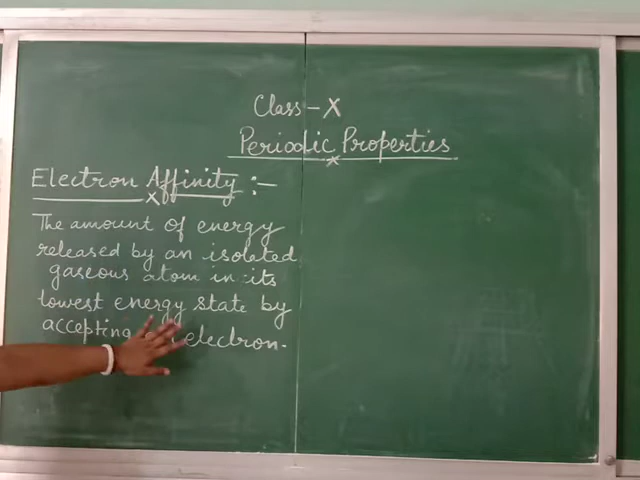 Class - X
Periodic Properties
Electron Affinity :-
The amount of energy
released by an isolated
gaseous atom in its
lowest energy state by
accepting electron.